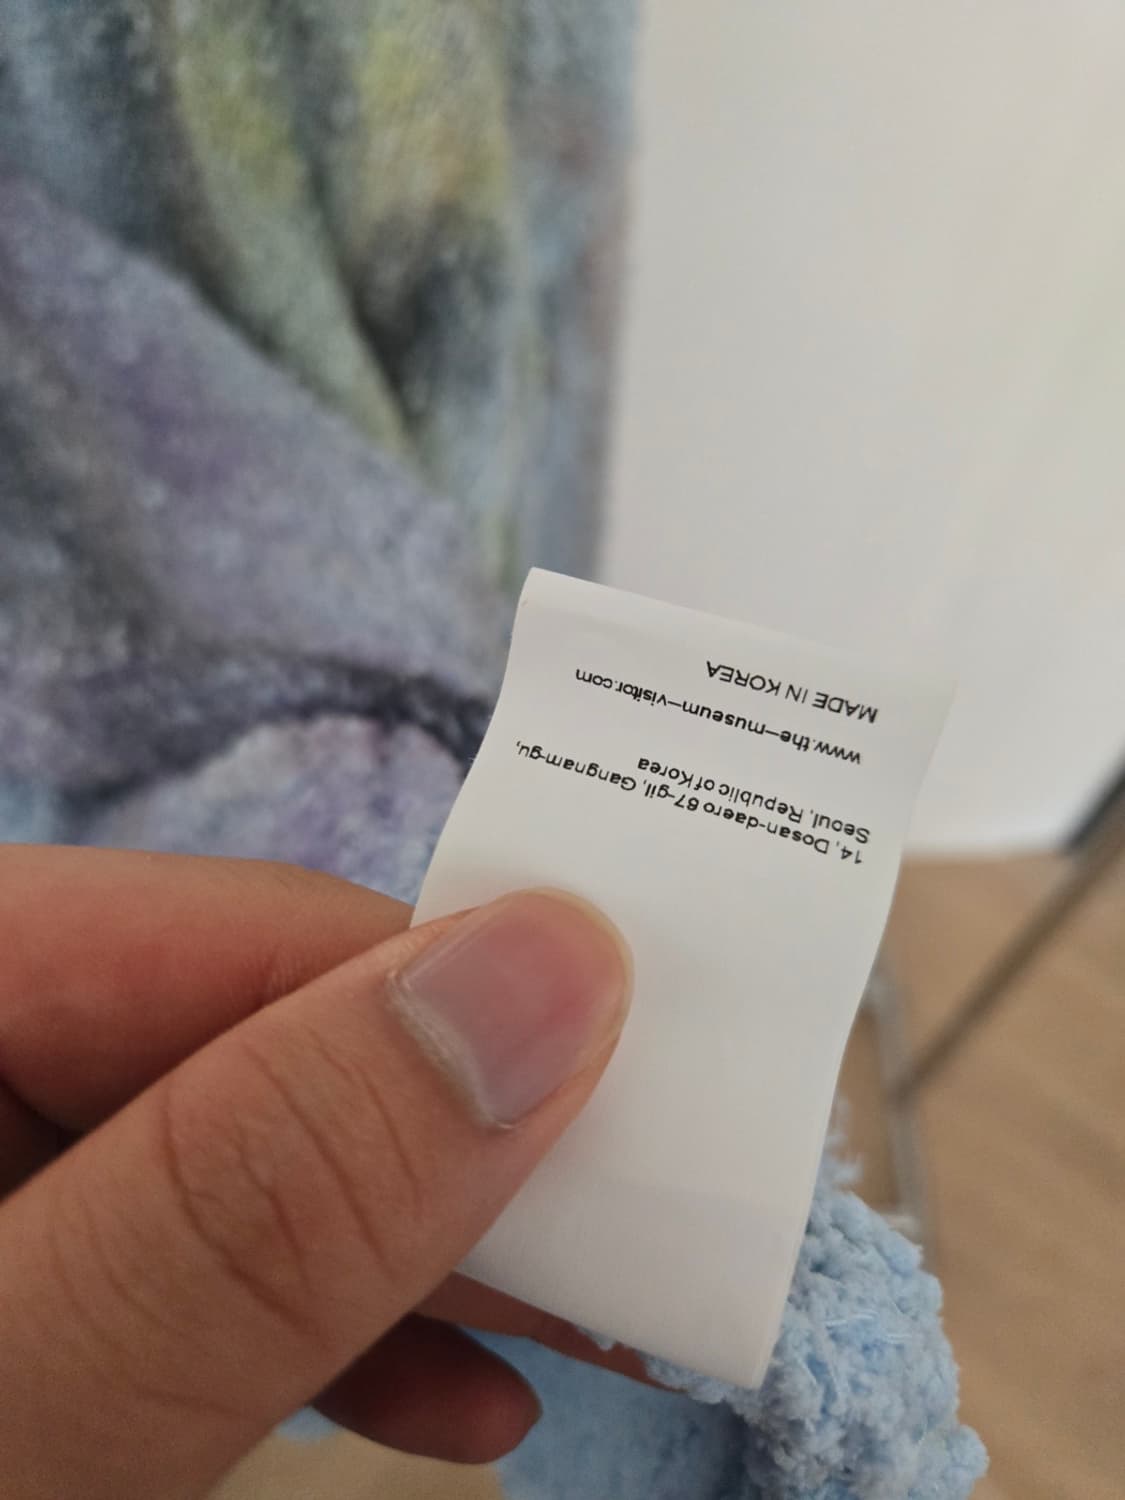 14, Dosan-daero 67-gil, Gangnam-gu,
Seoul, Republic of Korea
www.the-museum-visitor.com
MADE IN KOREA